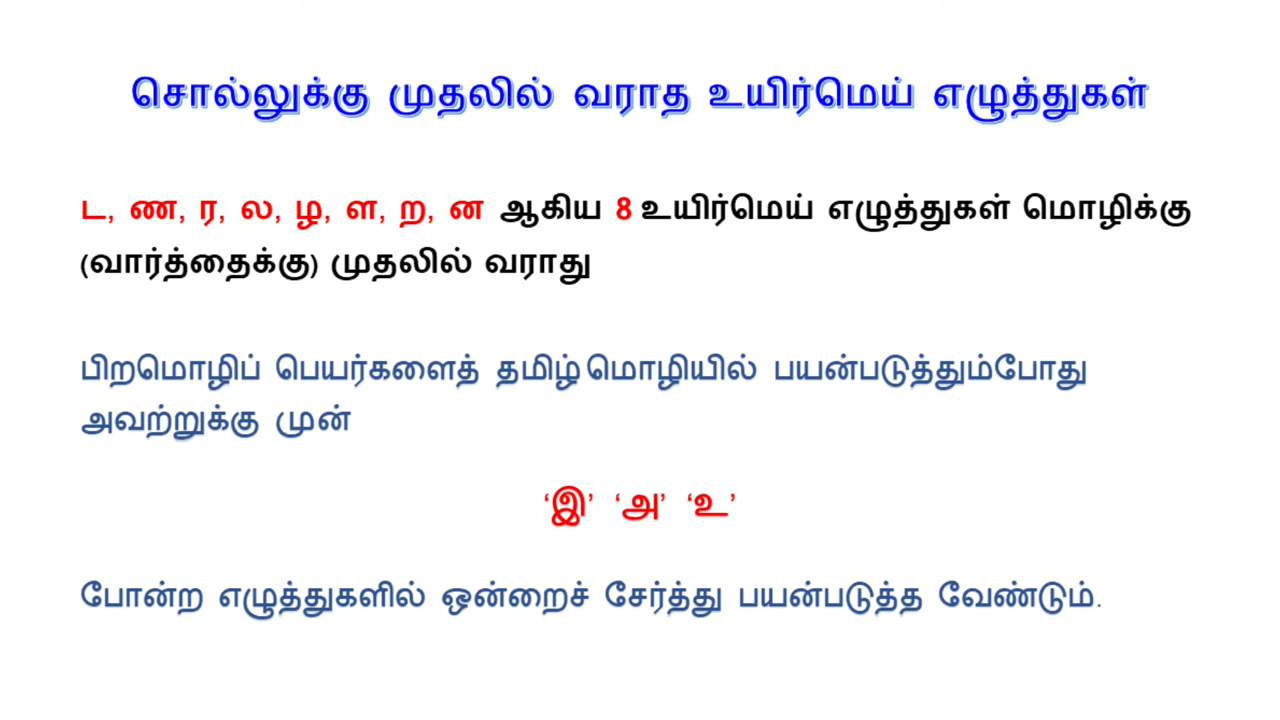 சொல்லுக்கு முதலில் வராத உயிர்மெய் எழுத்துகள்
ட, ண, ர, ல, ழ, ள, ற, ன ஆகிய 8 உயிர்மெய் எழுத்துகள் மொழிக்கு
(வார்த்தைக்கு) முதலில் வராது
பிறமொழிப் பெயர்களைத் தமிழ்மொழியில் பயன்படுத்தும்போது
அவற்றுக்கு முன்
‘இ’ ‘அ’ ‘உ’
போன்ற எழுத்துகளில் ஒன்றைச் சேர்த்து பயன்படுத்த வேண்டும்.